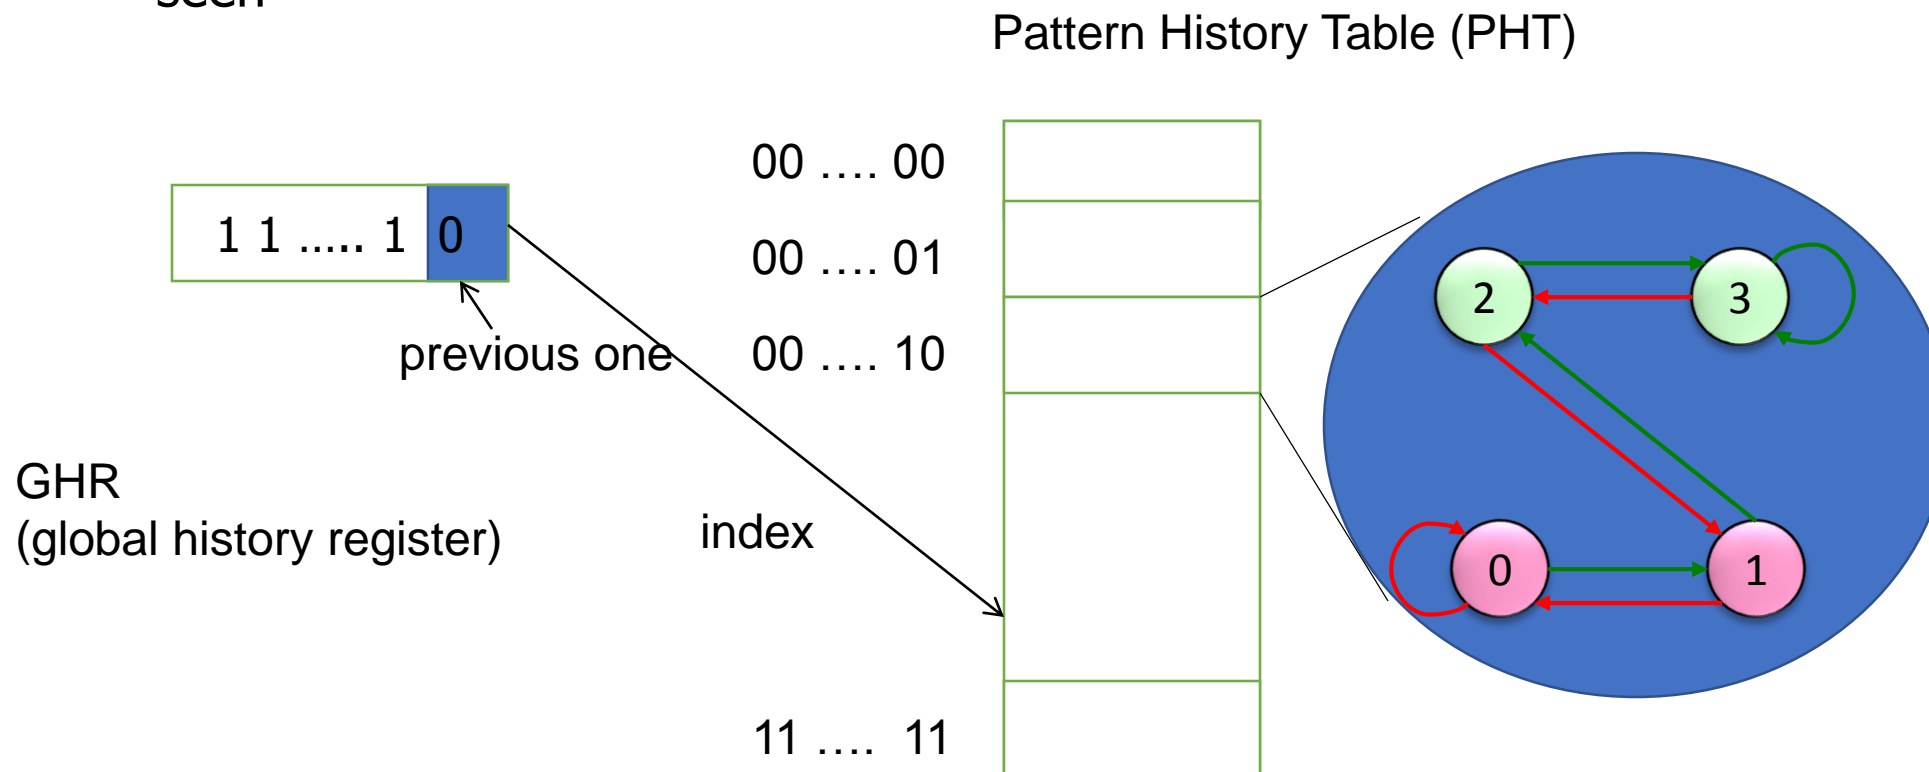 seen
Pattern History Table (PHT)
00 .... 00
1 1 ..... 1 0
00 .... 01
2
3
previous one
00 .... 10
GHR
(global history register)
index
0
1
11 .... 11